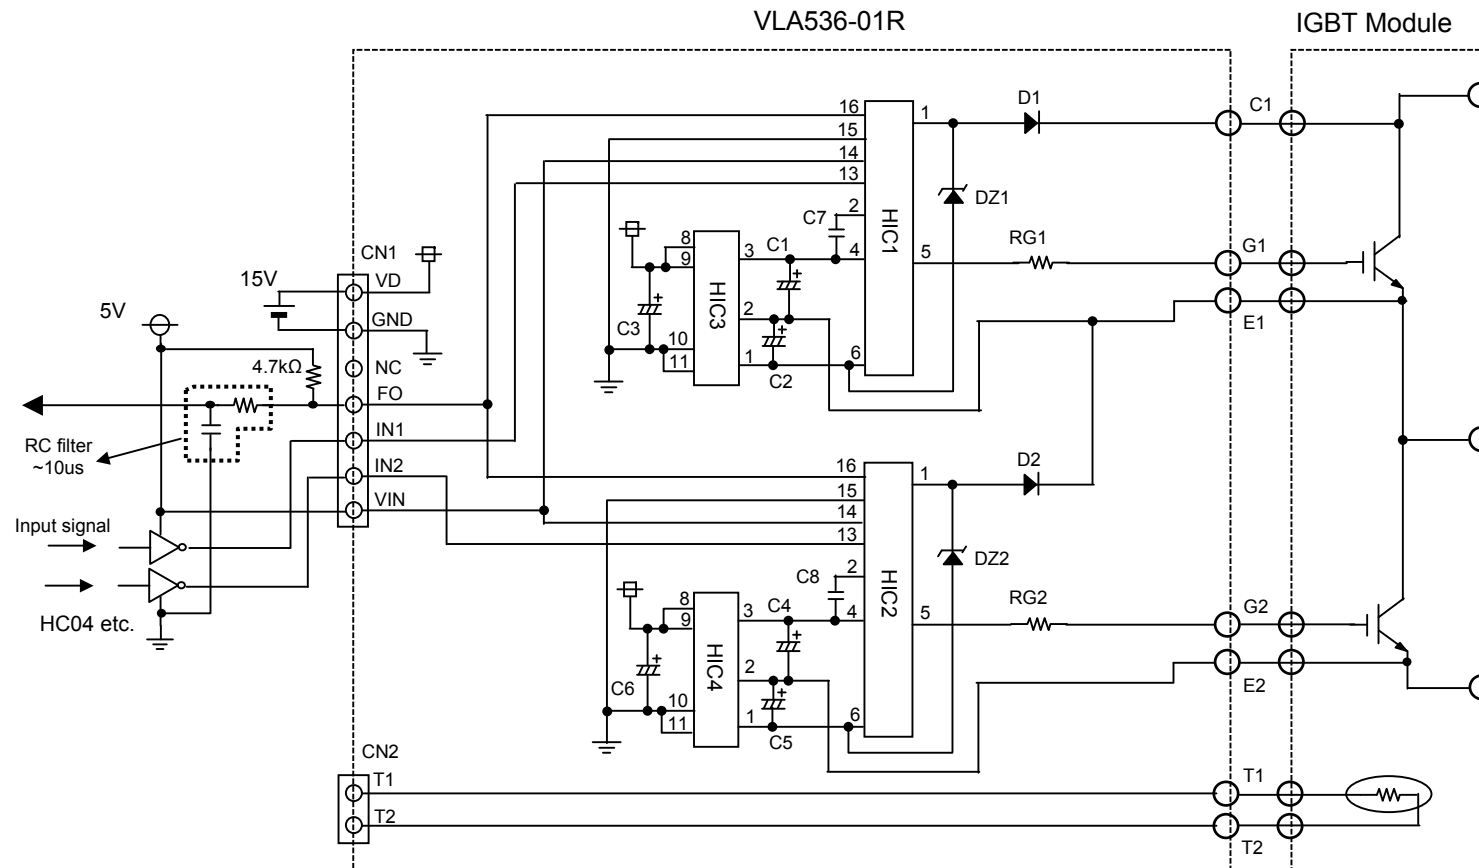 VLA536-01R
IGBT Module
D1
C1
16
15
14
13
1
DZ1
2
C7
4
HIC1
5
RG1
G1
E1
6
8
9
10
11
3
2
1
HIC3
C1
C2
C3
CN1
VD
GND
NC
FO
IN1
IN2
VIN
15V
5V
4.7kΩ
RC filter
~10us
Input signal
HC04 etc.
D2
16
15
14
13
1
DZ2
2
C8
4
HIC2
5
RG2
G2
E2
6
8
9
10
11
3
2
1
HIC4
C4
C5
C6
CN2
T1
T2
T1
T2
+
+
+
+
+
+